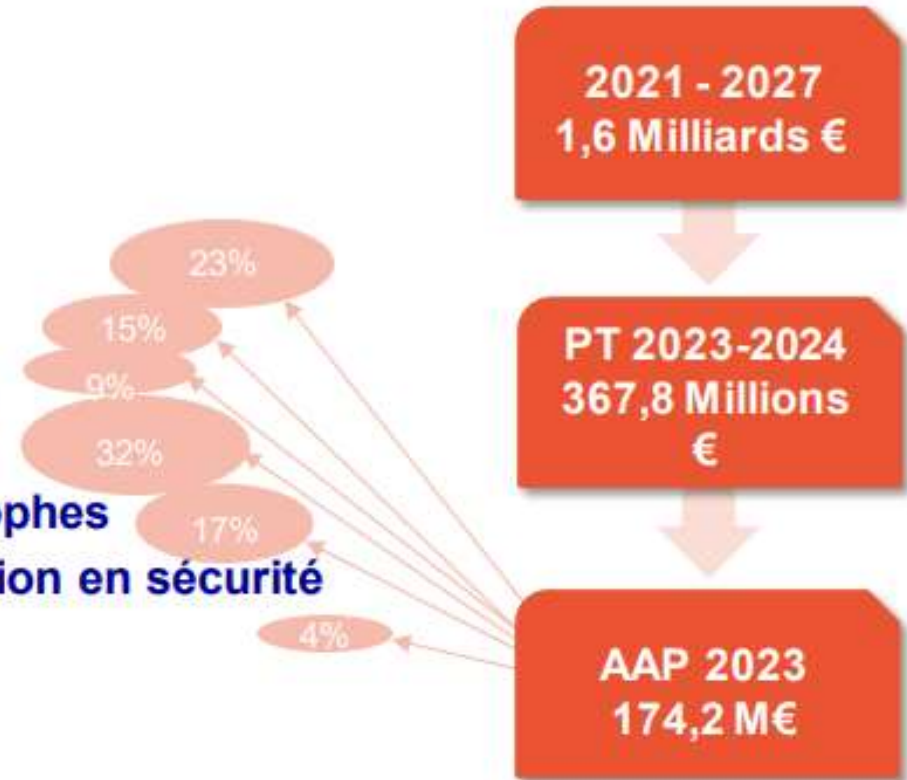 2021 - 2027
1,6 Milliards €
23%
15%
9%
32%
17%
4%
PT 2023-2024
367,8 Millions
€
ophes
ion en sécurité
AAP 2023
174,2 M€